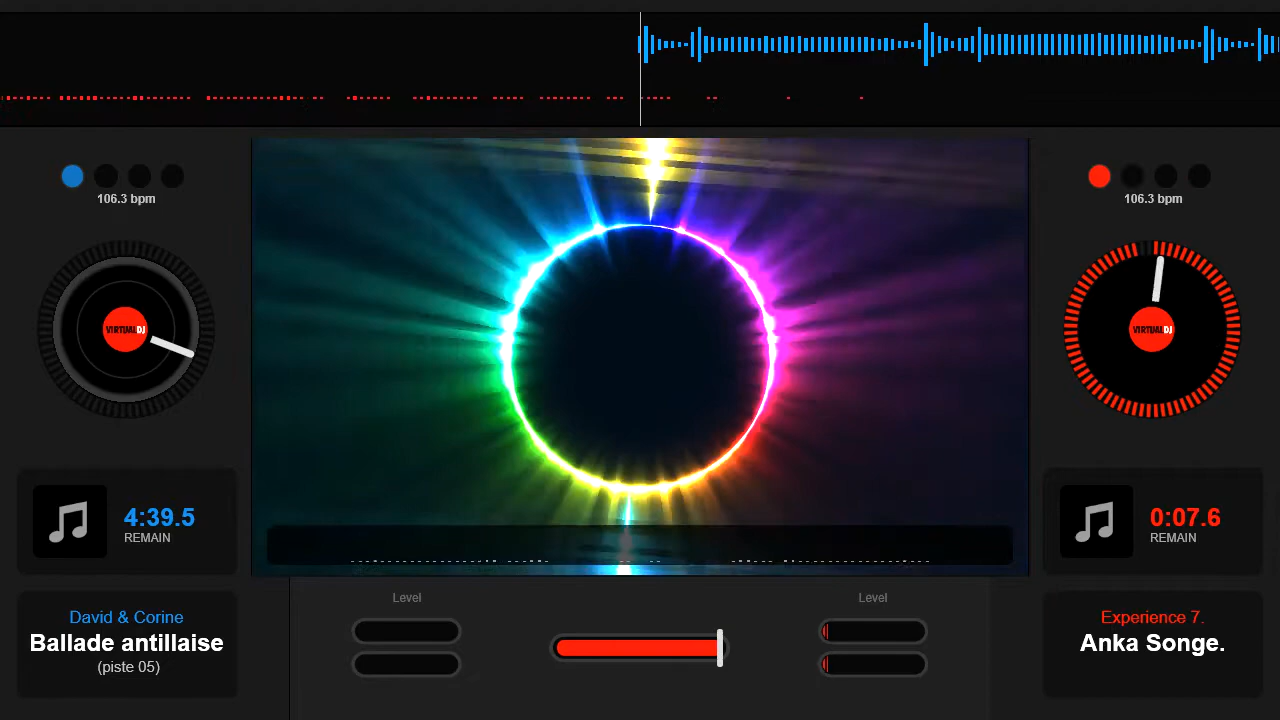 106.3 bpm
106.3 bpm
VIRTUALDJ
VIRTUALDJ
4:39.5
REMAIN
0:07.6
REMAIN
Level
Level
David & Corine
Ballade antillaise
(piste 05)
Experience 7.
Anka Songe.